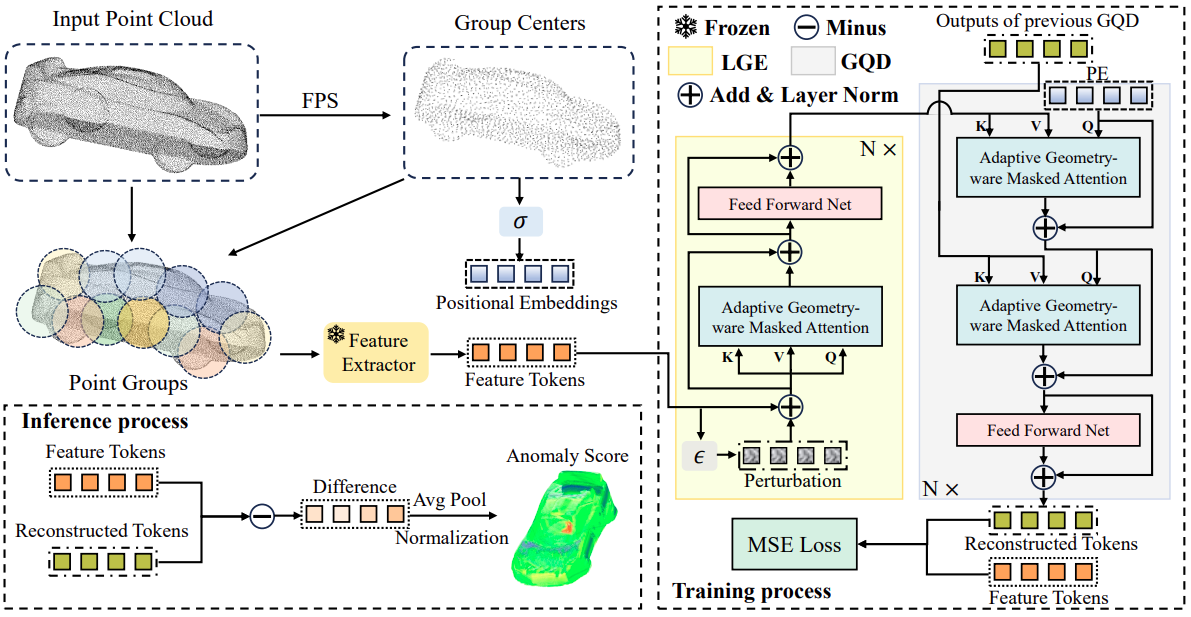 Input Point Cloud
FPS
Group Centers
σ
Positional Embeddings
Point Groups
Feature
Extractor
Feature Tokens
Inference process
Feature Tokens
Reconstructed Tokens
Difference
Avg Pool
Normalization
Anomaly Score
Frozen
Minus
LGE
GQD
Add & Layer Norm
N ×
Feed Forward Net
Adaptive Geometry-
ware Masked Attention
K
V
Q
ϵ
Perturbation
Outputs of previous GQD
PE
K
V
Q
Adaptive Geometry-
ware Masked Attention
K
V
Q
Adaptive Geometry-
ware Masked Attention
Feed Forward Net
N ×
Reconstructed Tokens
MSE Loss
Feature Tokens
Training process